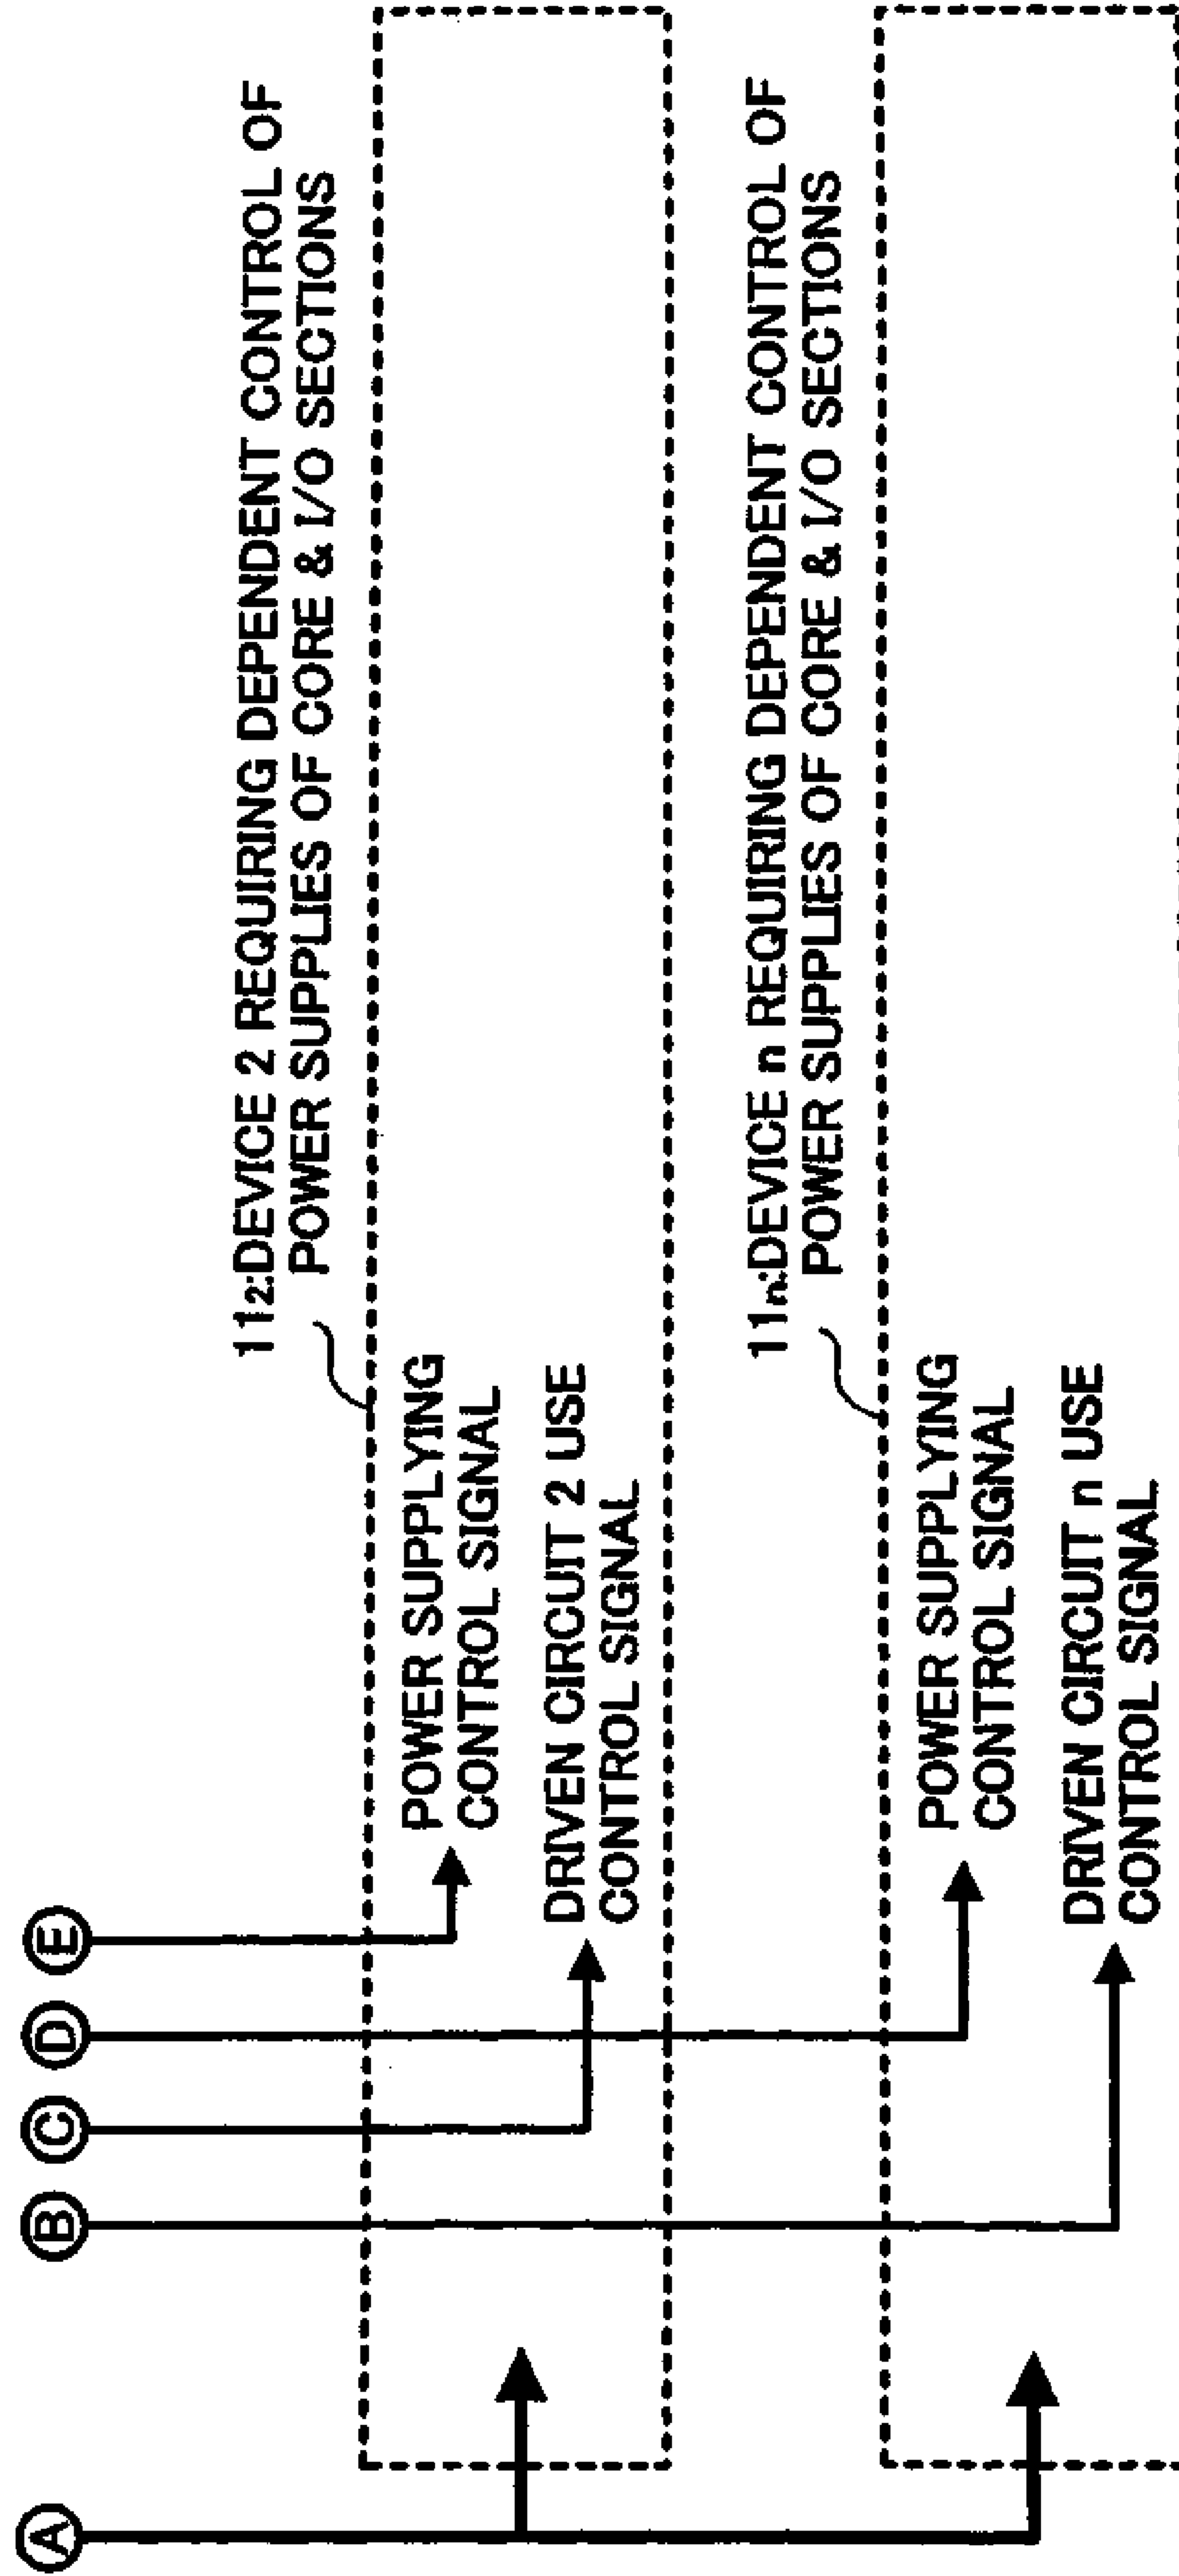 A
B
C
D
E
11₂:DEVICE 2 REQUIRING DEPENDENT CONTROL OF
POWER SUPPLIES OF CORE & I/O SECTIONS
POWER SUPPLYING
CONTROL SIGNAL
DRIVEN CIRCUIT 2 USE
CONTROL SIGNAL
11ₙ:DEVICE n REQUIRING DEPENDENT CONTROL OF
POWER SUPPLIES OF CORE & I/O SECTIONS
POWER SUPPLYING
CONTROL SIGNAL
DRIVEN CIRCUIT n USE
CONTROL SIGNAL